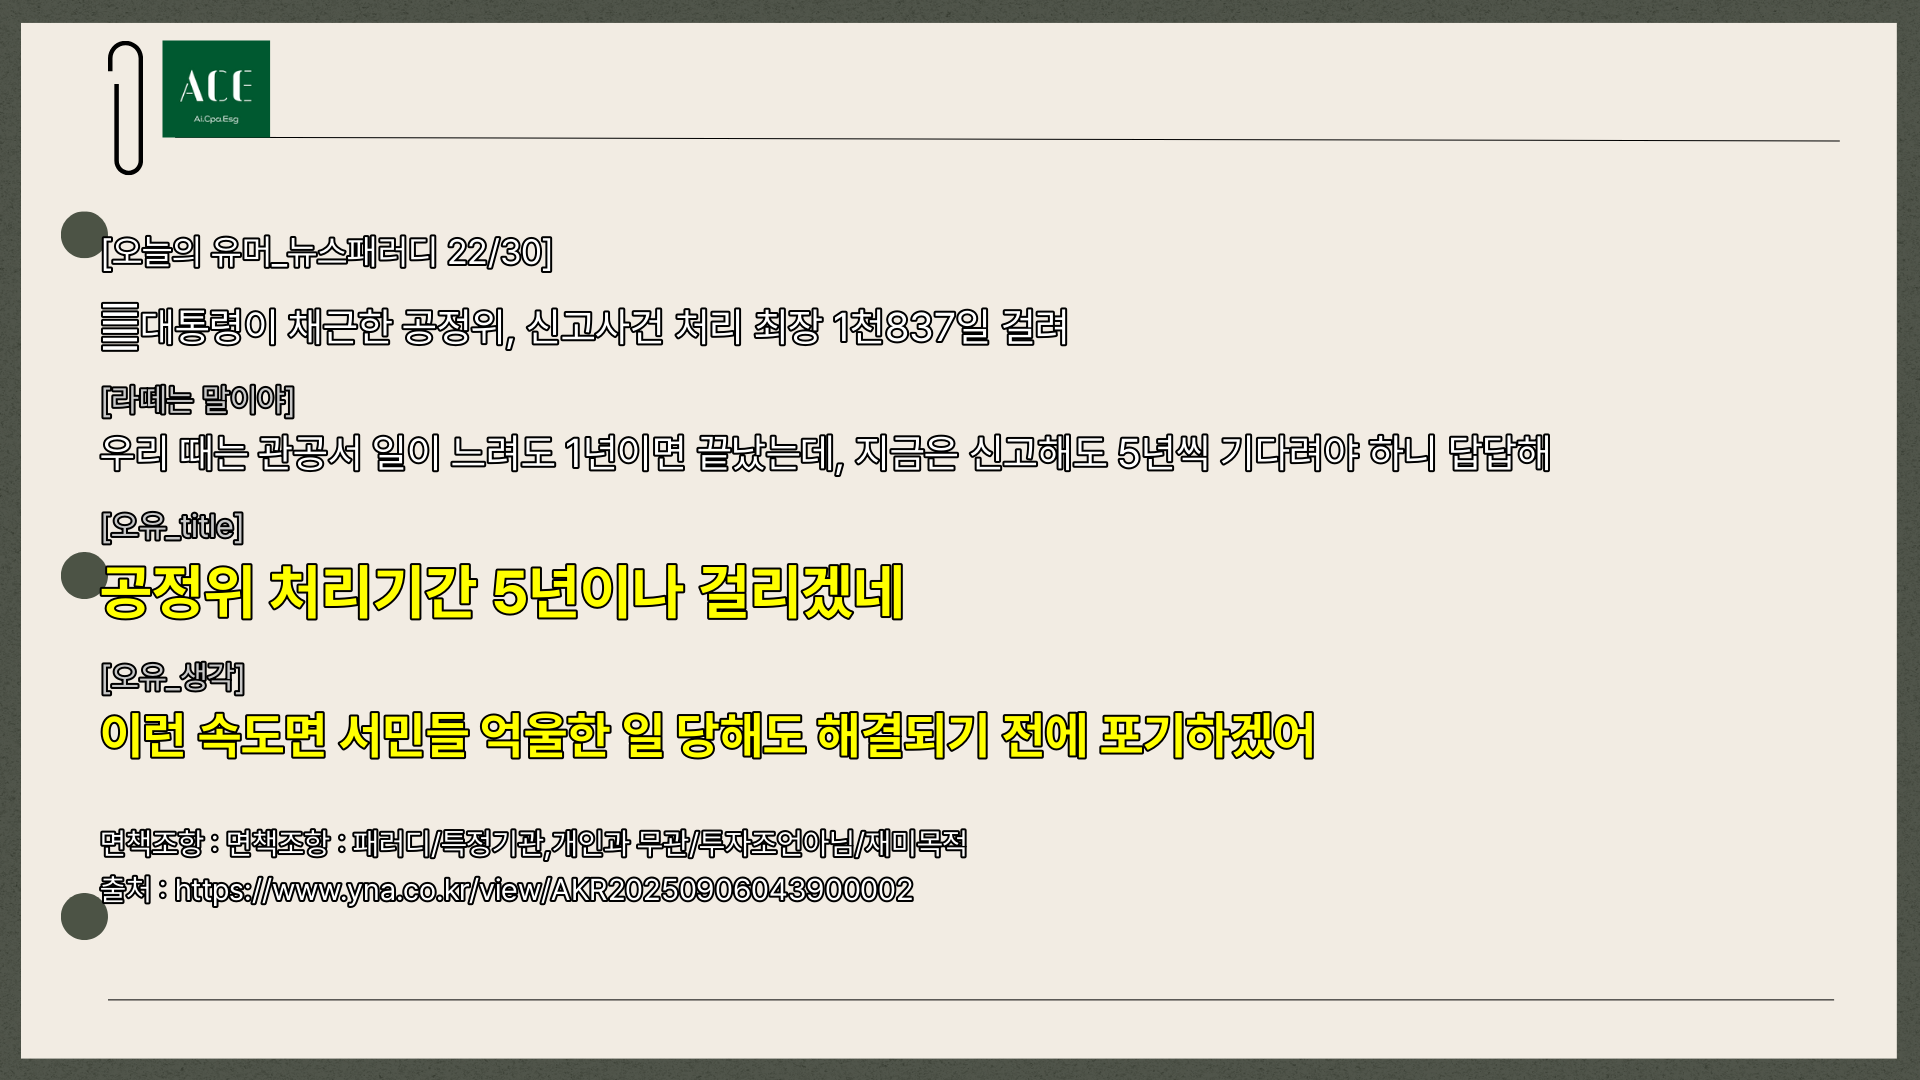 ACE
Ai.Cpa.Esg
[오늘의 유머_뉴스패러디 22/30]
▤대통령이 채근한 공정위, 신고사건 처리 최장 1천837일 걸려
[라떼는 말이야]
우리 때는 관공서 일이 느려도 1년이면 끝났는데, 지금은 신고해도 5년씩 기다려야 하니 답답해
[오유_title]
공정위 처리기간 5년이나 걸리겠네
[오유_생각]
이런 속도면 서민들 억울한 일 당해도 해결되기 전에 포기하겠어
면책조항 : 면책조항 : 패러디/특정기관,개인과 무관/투자조언아님/재미목적
출처 : https://www.yna.co.kr/view/AKR20250906043900002